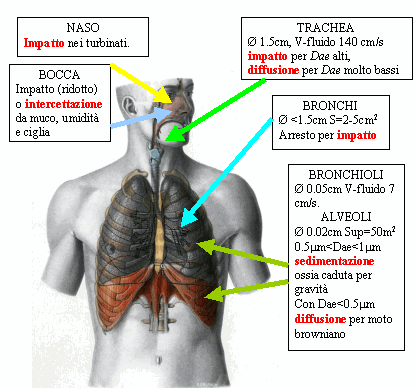 NASO
Impatto nei turbinati.
BOCCA
Impatto (ridotto)
o intercettazione
da muco, umidità
e ciglia
TRACHEA
Ø 1.5cm, V-fluido 140 cm/s
impatto per Dae alti,
diffusione per Dae molto bassi
BRONCHI
Ø <1.5cm S=2-5cm²
Arresto per impatto
BRONCHIOLI
Ø 0.05cm V-fluido 7
cm/s.
ALVEOLI
Ø 0.02cm Sup=50m²
0.5µm<Dae<1µm
sedimentazione
ossia caduta per
gravità
Con Dae<0.5µm
diffusione per moto
browniano